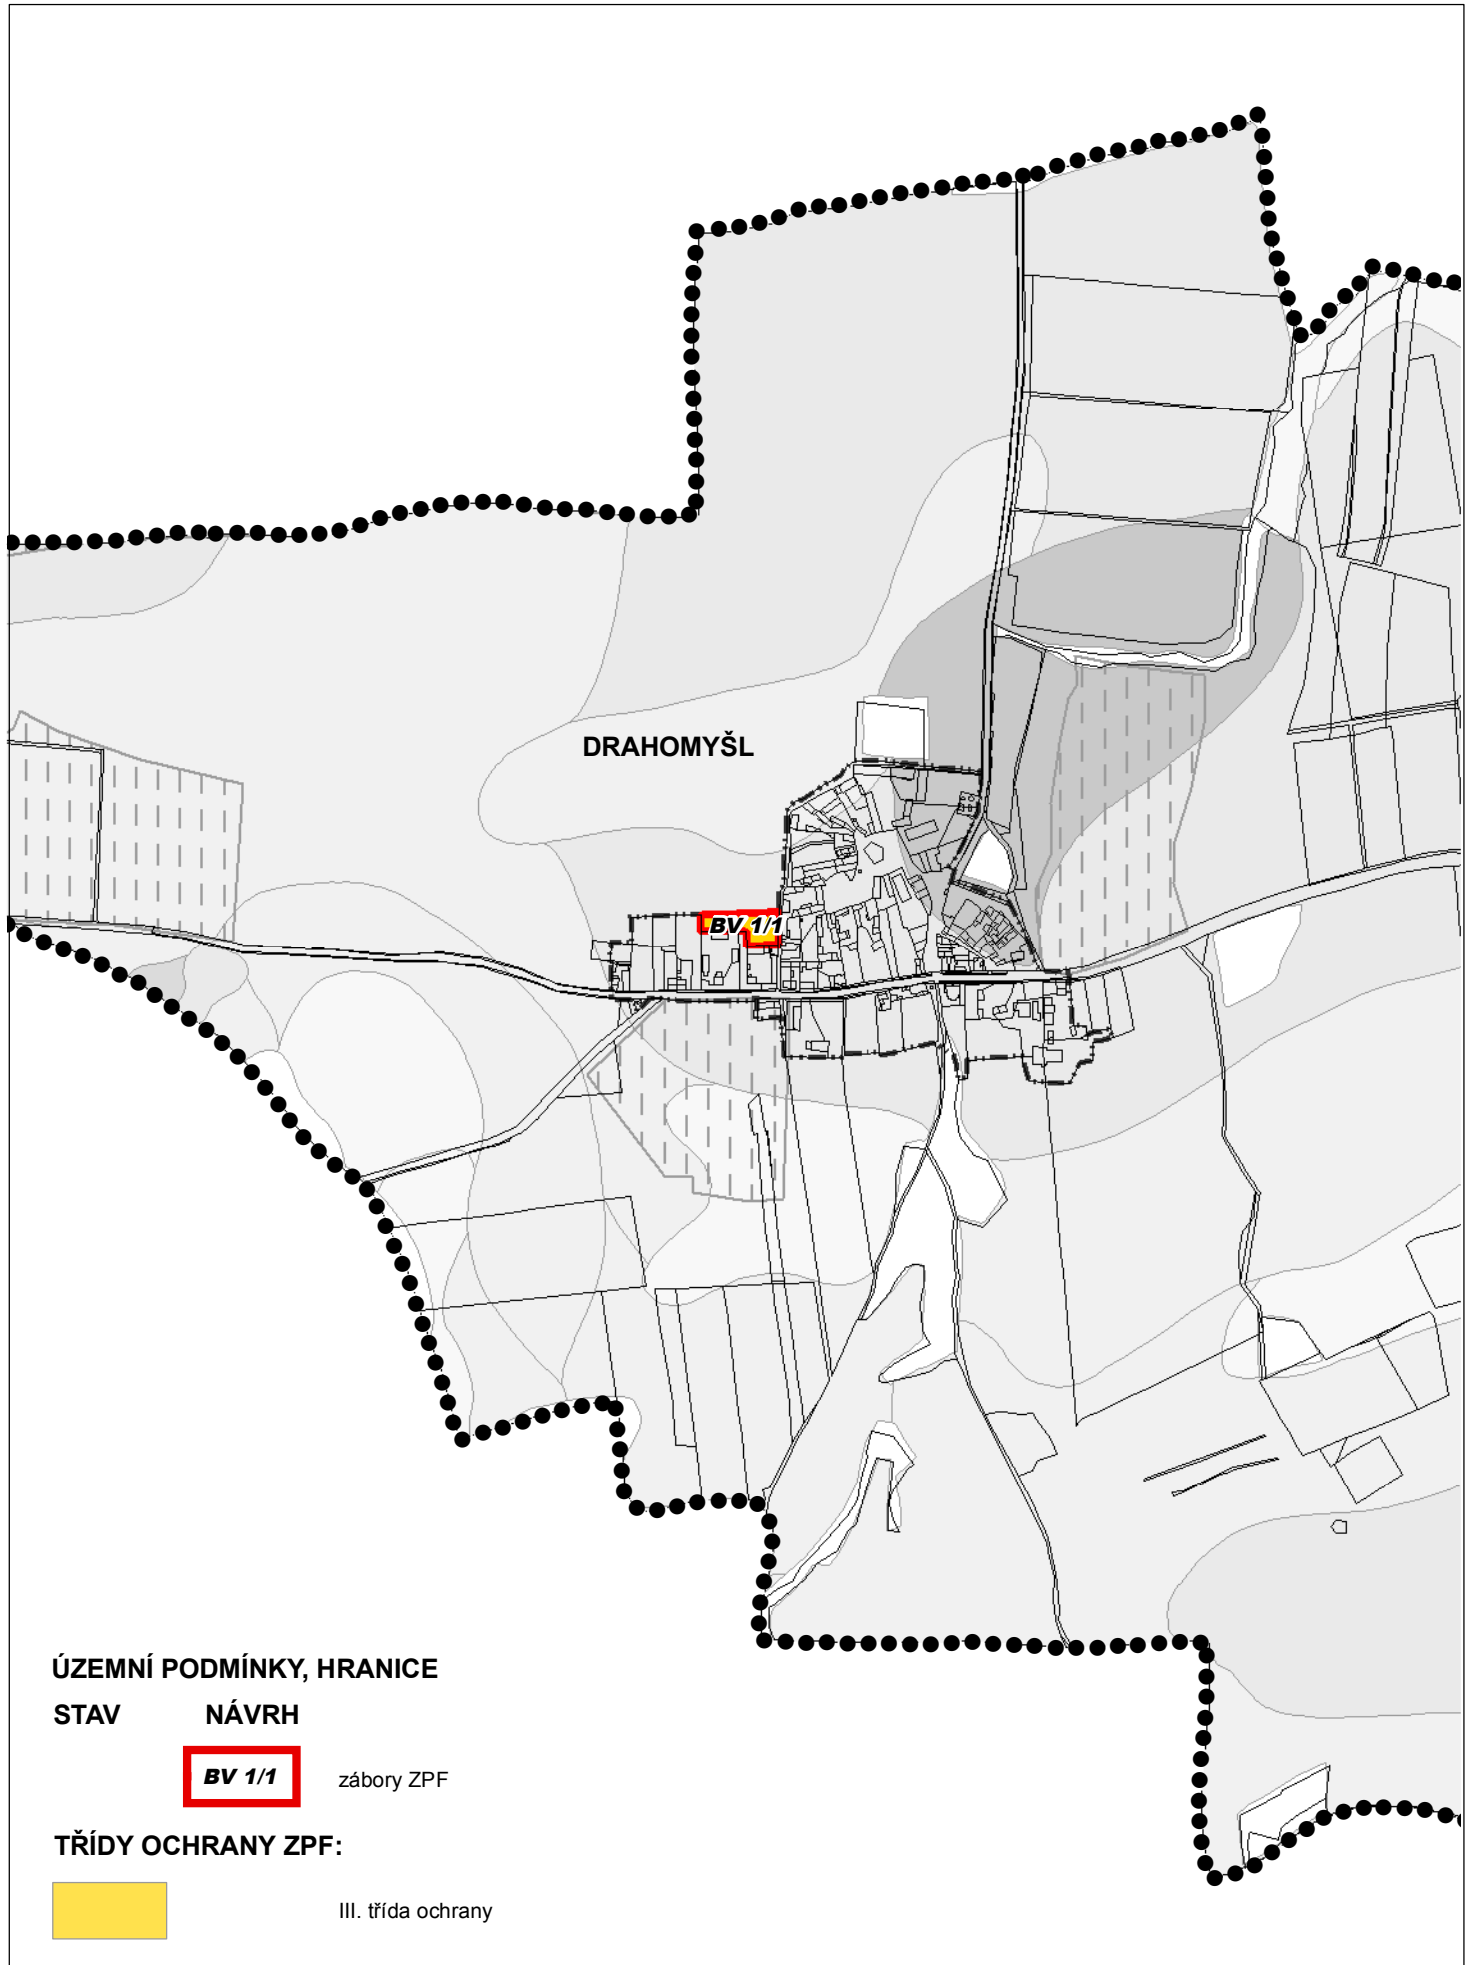 DRAHOMYŠL
BV 1/1
ÚZEMNÍ PODMÍNKY, HRANICE
STAV NÁVRH
BV 1/1 zábory ZPF
TŘÍDY OCHRANY ZPF:
III. třída ochrany